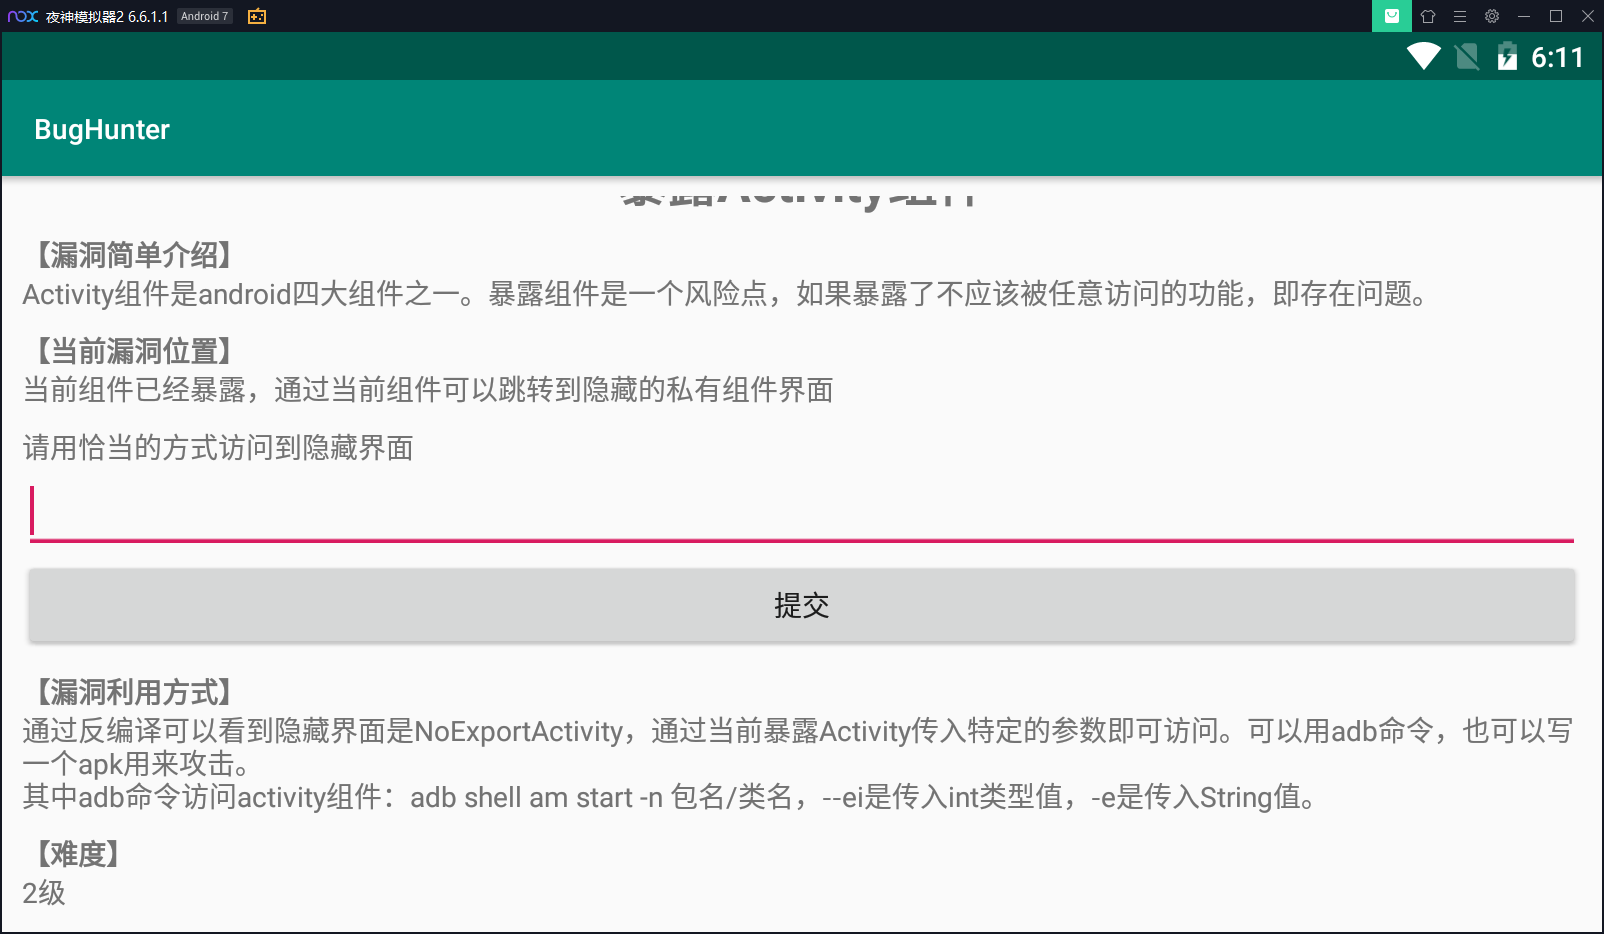 nox 夜神模拟器2 6.6.1.1 Android 7
6:11
BugHunter
暴露Activity组件
【漏洞简单介绍】
Activity组件是android四大组件之一。暴露组件是一个风险点，如果暴露了不应该被任意访问的功能，即存在问题。
【当前漏洞位置】
当前组件已经暴露，通过当前组件可以跳转到隐藏的私有组件界面
请用恰当的方式访问到隐藏界面
提交
【漏洞利用方式】
通过反编译可以看到隐藏界面是NoExportActivity，通过当前暴露Activity传入特定的参数即可访问。可以用adb命令，也可以写
一个apk用来攻击。
其中adb命令访问activity组件：adb shell am start -n 包名/类名，--ei是传入int类型值，-e是传入String值。
【难度】
2级